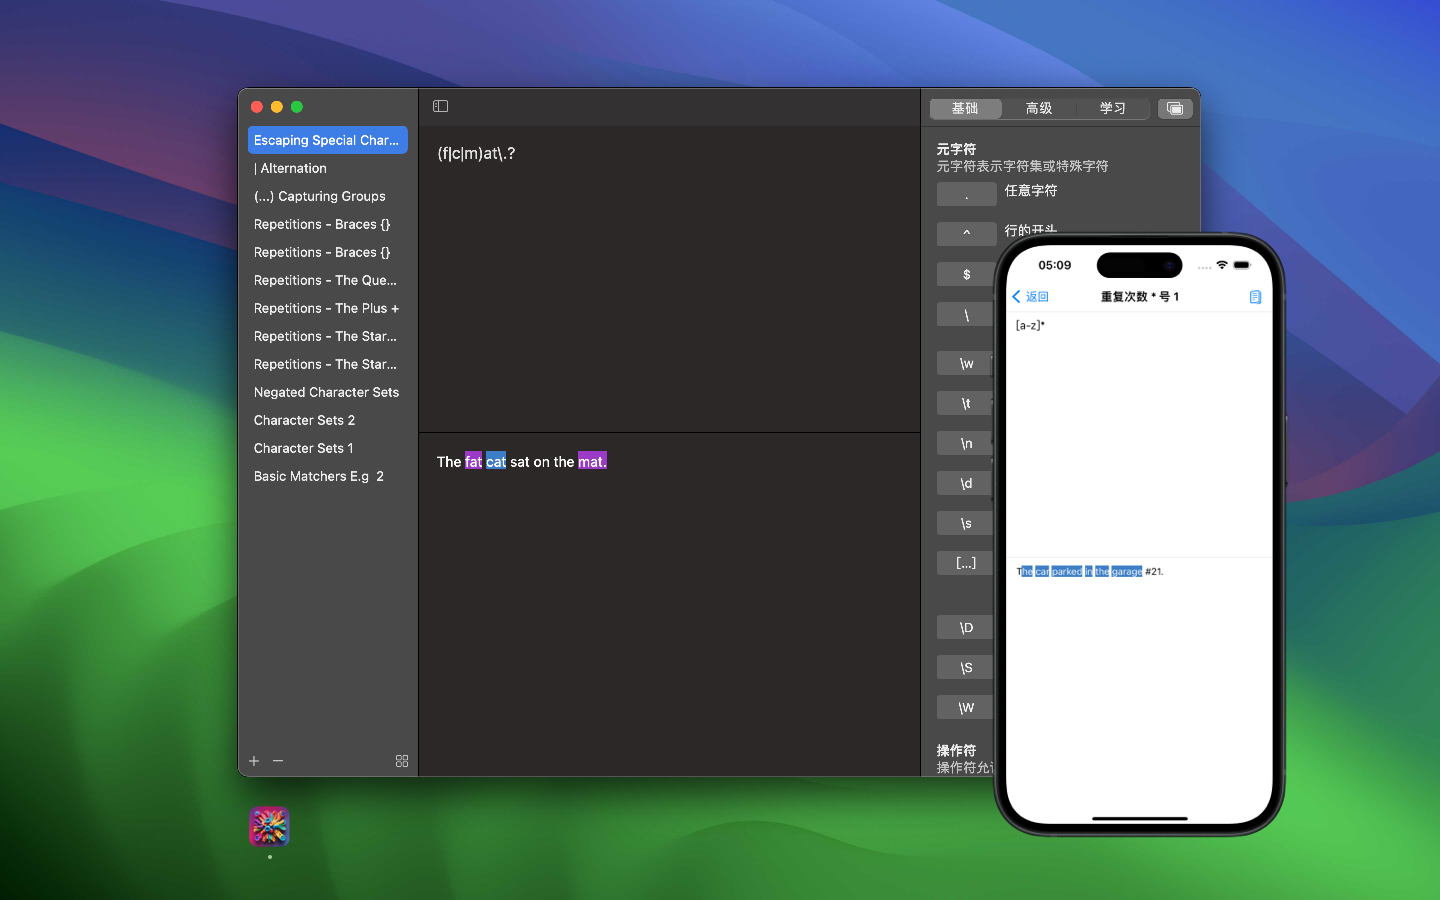 Escaping Special Char...
| Alternation
(...) Capturing Groups
Repetitions - Braces {}
Repetitions - Braces {}
Repetitions - The Que...
Repetitions - The Plus +
Repetitions - The Star...
Repetitions - The Star...
Negated Character Sets
Character Sets 2
Character Sets 1
Basic Matchers E.g  2
(f|c|m)at\.?
The fat cat sat on the mat.
基础 高级 学习
元字符
元字符表示字符集或特殊字符
. 任意字符
^ 行的开头
$
\
\w
\t
\n
\d
\s
[...]
\D
\S
\W
操作符
操作符允
05:09
返回 重复次数 * 号 1
[a-z]*
The car parked in the garage #21.